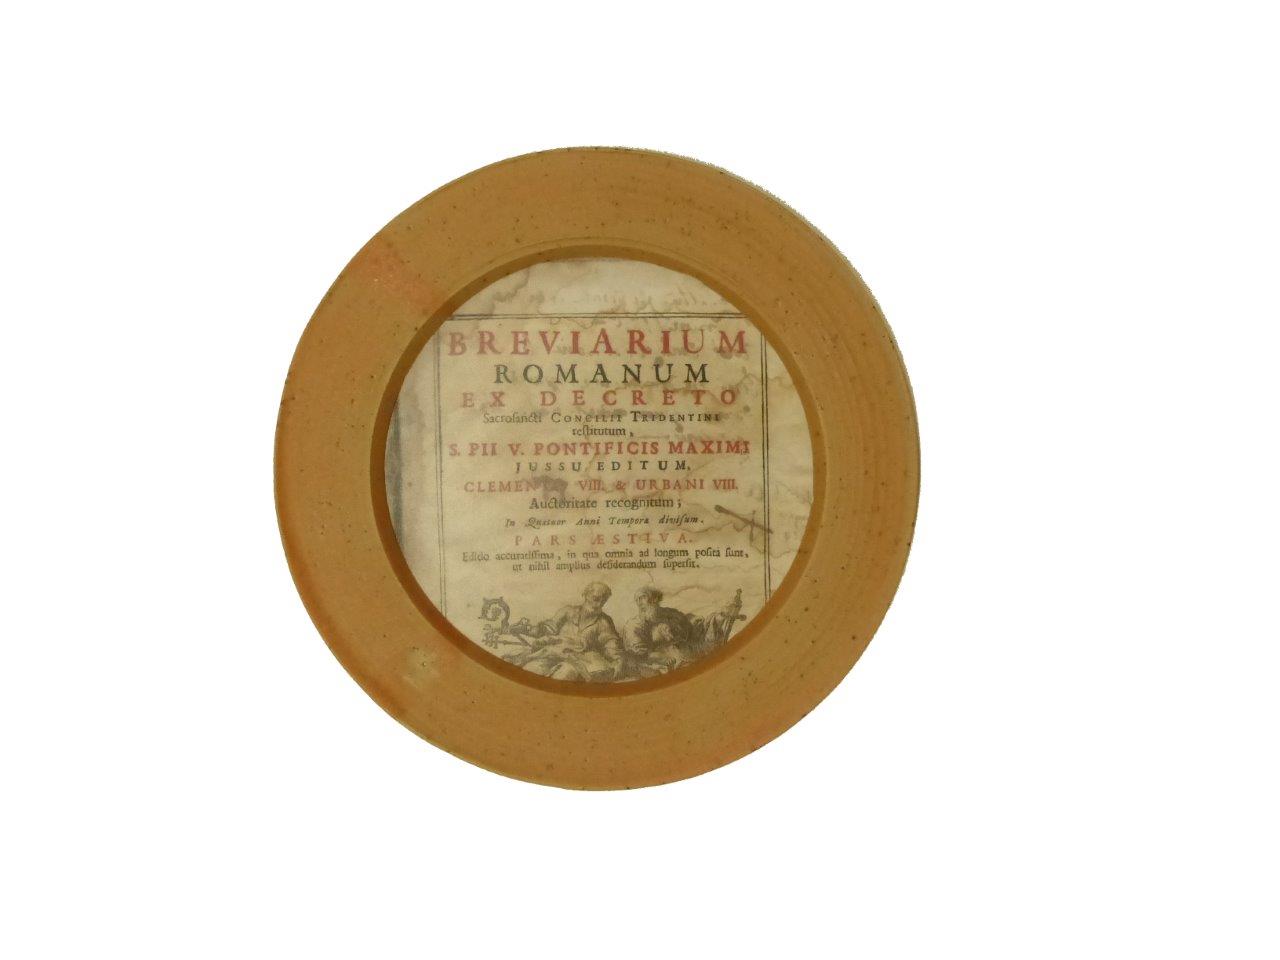 BREVIARIUM
ROMANUM
EX DECRETO
Sacrosancti CONCILII TRIDENTINI
restitutum,
S. PII V. PONTIFICIS MAXIMI
JUSSU EDITUM,
CLEMENTIS VIII. & URBANI VIII.
Auctoritate recognitum;
In Quatuor Anni Tempora divisum.
PARS ÆSTIVA.
Editio accuratissima, in qua omnia ad longum posita sunt,
ut nihil amplius desiderandum supersit.